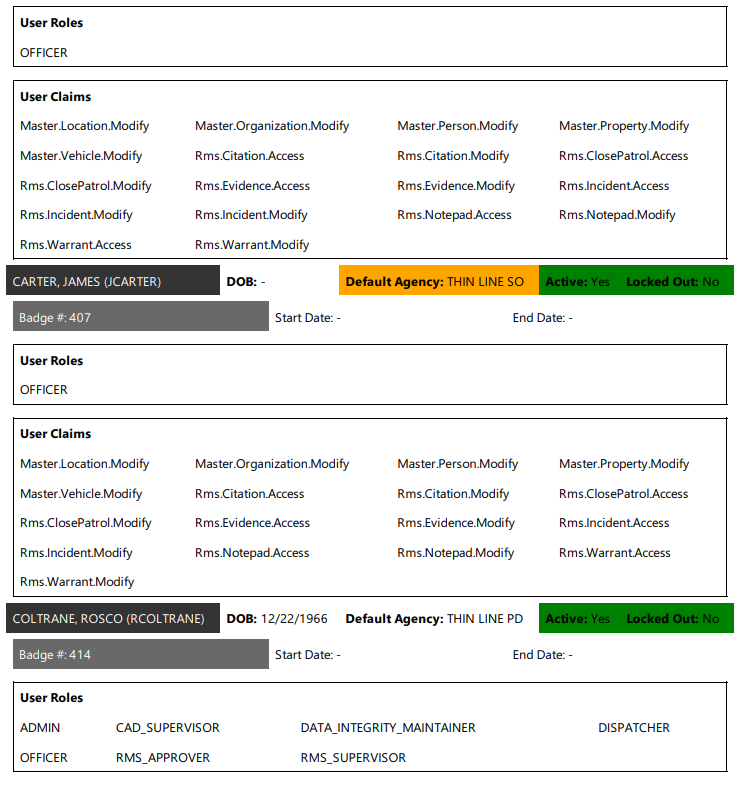 User Roles
OFFICER
User Claims
Master.Location.Modify Master.Organization.Modify Master.Person.Modify Master.Property.Modify
Master.Vehicle.Modify Rms.Citation.Access Rms.Citation.Modify Rms.ClosePatrol.Access
Rms.ClosePatrol.Modify Rms.Evidence.Access Rms.Evidence.Modify Rms.Incident.Access
Rms.Incident.Modify Rms.Incident.Modify Rms.Notepad.Access Rms.Notepad.Modify
Rms.Warrant.Access Rms.Warrant.Modify
CARTER, JAMES (JCARTER) DOB: - Default Agency: THIN LINE SO Active: Yes Locked Out: No
Badge #: 407 Start Date: - End Date: -
User Roles
OFFICER
User Claims
Master.Location.Modify Master.Organization.Modify Master.Person.Modify Master.Property.Modify
Master.Vehicle.Modify Rms.Citation.Access Rms.Citation.Modify Rms.ClosePatrol.Access
Rms.ClosePatrol.Modify Rms.Evidence.Access Rms.Evidence.Modify Rms.Incident.Access
Rms.Incident.Modify Rms.Notepad.Access Rms.Notepad.Modify Rms.Warrant.Access
Rms.Warrant.Modify
COLTRANE, ROSCO (RCOLTRANE) DOB: 12/22/1966 Default Agency: THIN LINE PD Active: Yes Locked Out: No
Badge #: 414 Start Date: - End Date: -
User Roles
ADMIN CAD_SUPERVISOR DATA_INTEGRITY_MAINTAINER DISPATCHER
OFFICER RMS_APPROVER RMS_SUPERVISOR